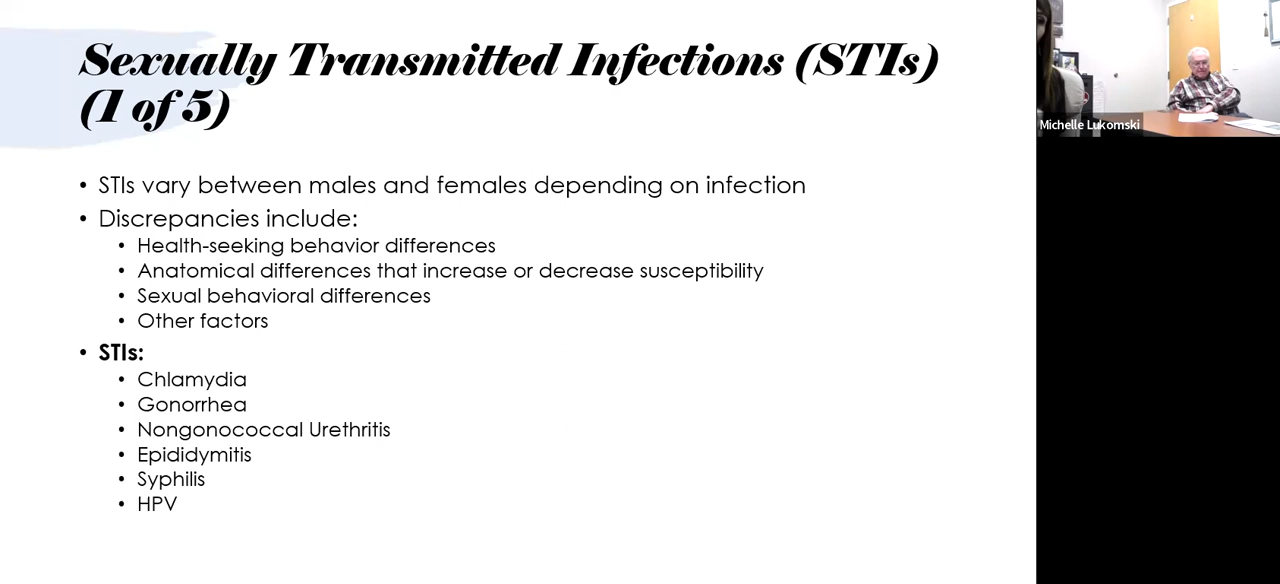 Sexually Transmitted Infections (STIs)
(1 of 5)
• STIs vary between males and females depending on infection
• Discrepancies include:
• Health-seeking behavior differences
• Anatomical differences that increase or decrease susceptibility
• Sexual behavioral differences
• Other factors
• STIs:
• Chlamydia
• Gonorrhea
• Nongonococcal Urethritis
• Epididymitis
• Syphilis
• HPV
Michelle Lukomski